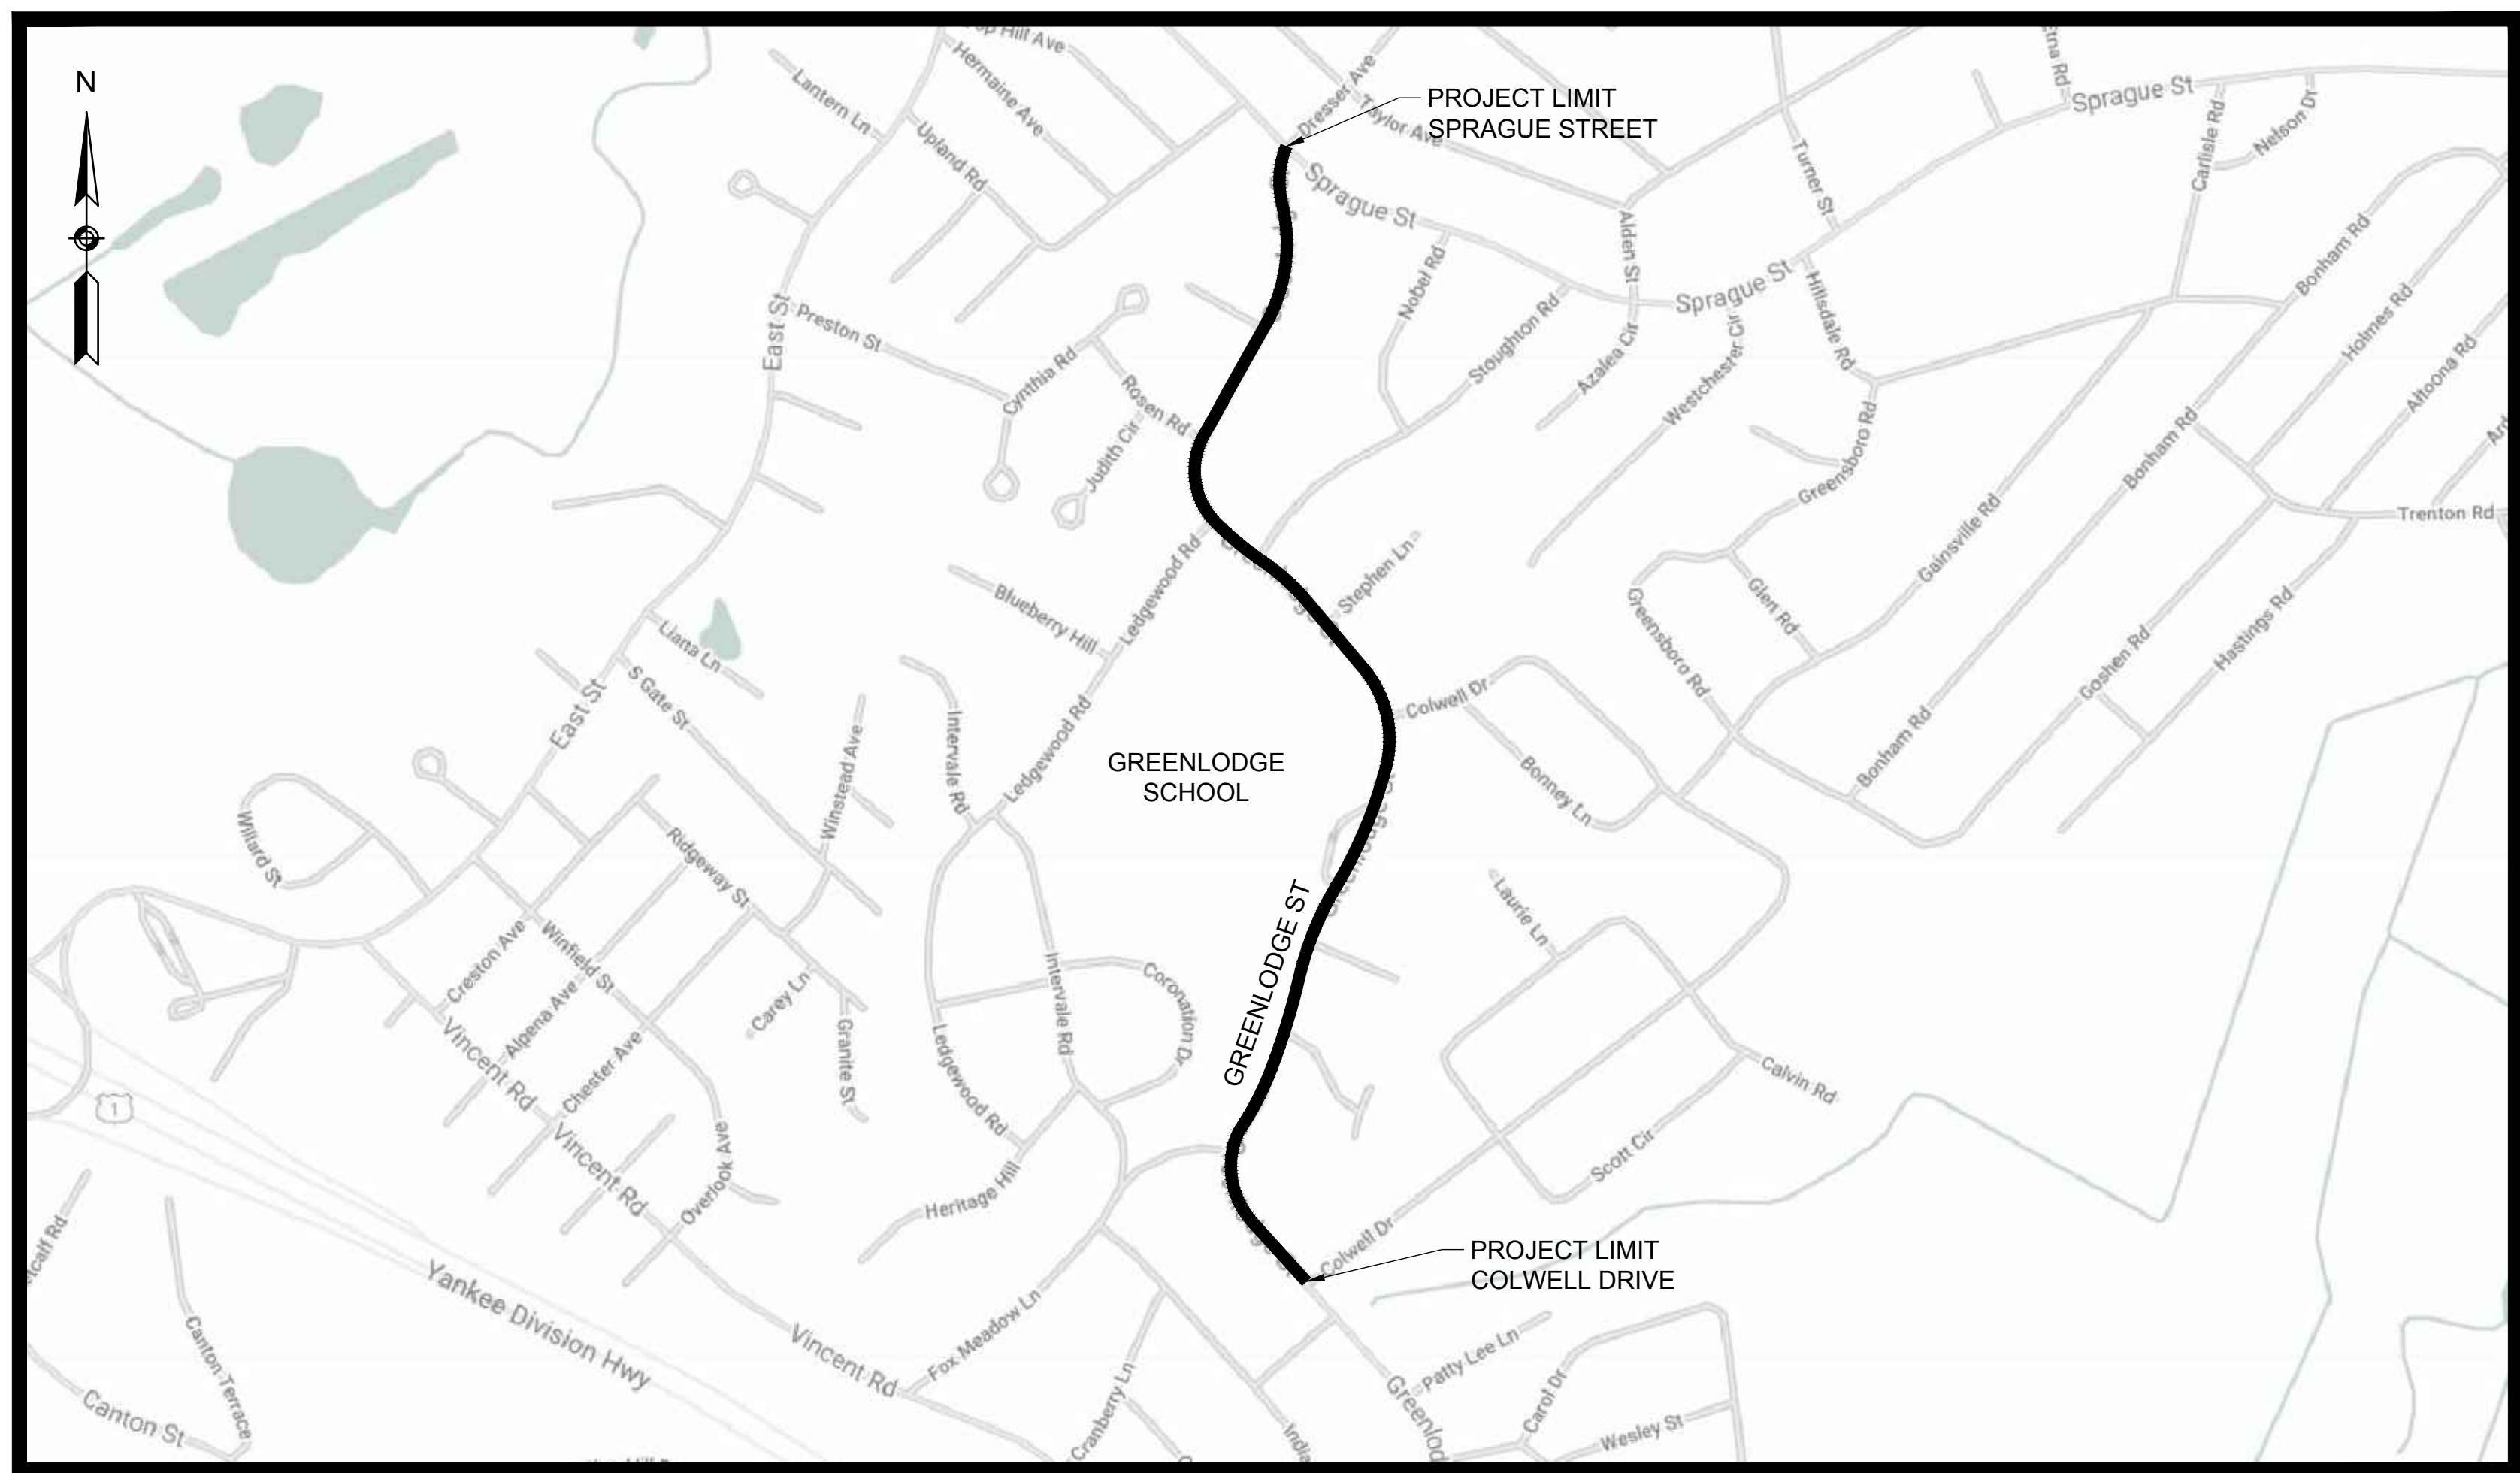 N
Hill Ave
Hermaine Ave
Lantern Ln
Upland Rd
Dresser Ave
Taylor Ave
PROJECT LIMIT
SPRAGUE STREET
Etna Rd
Sprague St
Carlisle Rd
Nelson Dr
Turner St
Sprague St
Alden St
Nobel Rd
Sprague St
Hillsdale Rd
Bonham Rd
Holmes Rd
East St
Preston St
Cynthia Rd
Rosen Rd
Judith Cir
Stoughton Rd
Azalea Cir
Westchester Cir
Altoona Rd
Greensboro Rd
Bonham Rd
Trenton Rd
Gainsville Rd
Ledgewood Rd
Blueberry Hill
Stephen Ln
Glen Rd
Greensboro Rd
Goshen Rd
Hastings Rd
Liana Ln
S Gate St
East St
Colwell Dr
Intervale Rd
Ledgewood Rd
GREENLODGE
SCHOOL
Bonney Ln
Bonham Rd
Winstead Ave
Willard St
Ridgeway St
Laurie Ln
GREENLODGE ST
Creston Ave
Winfield St
Alpena Ave
Carey Ln
Intervale Rd
Coronation Dr
Vincent Rd
Chester Ave
Granite St
Ledgewood Rd
Calvin Rd
1
Vincent Rd
Overlook Ave
Heritage Hill
Scott Cir
Colwell Dr
PROJECT LIMIT
COLWELL DRIVE
Yankee Division Hwy
Canton Terrace
Canton St
Vincent Rd
Fox Meadow Ln
Cranberry Ln
Patty Lee Ln
Carol Dr
Wesley St
Greenlod